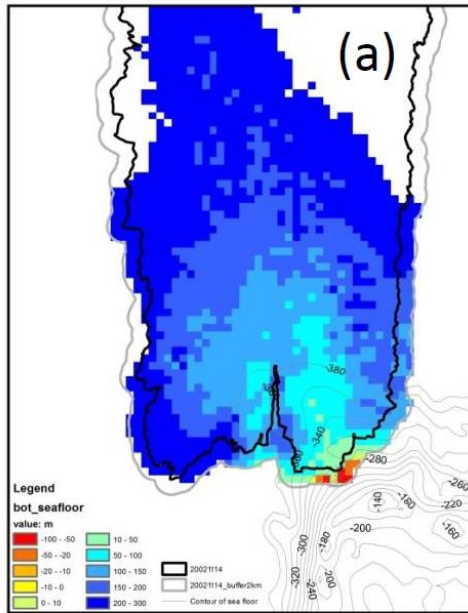 (a)
-380
-340
-280
-260
-140
-180
-220
-160
-200
-300
-180
-320
-240
-200
Legend
bot_seafloor
value: m
-100 - -50
-50 - -20
-20 - -10
-10 - 0
0 - 10
10 - 50
50 - 100
100 - 150
150 - 200
200 - 300
20021114
20021114_buffer2km
Contour of sea floor